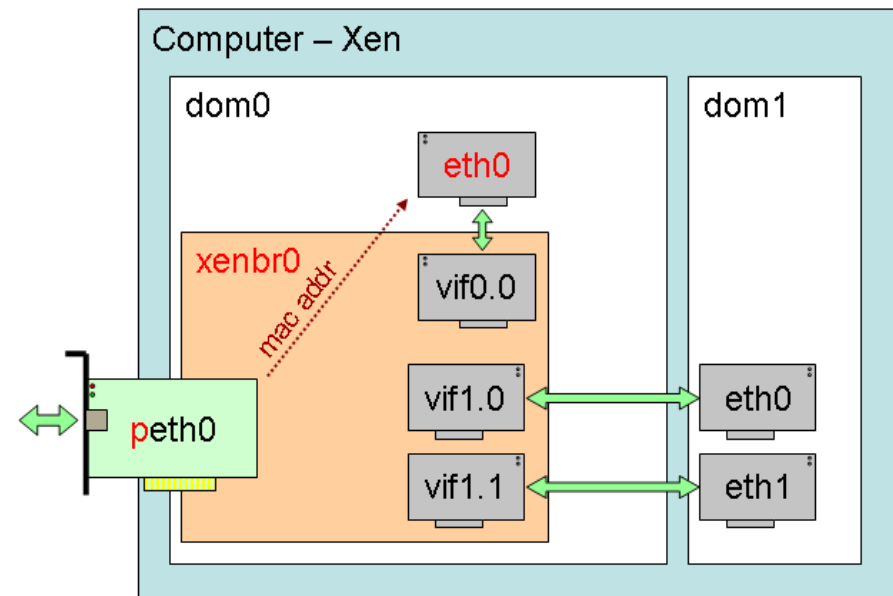 Computer – Xen
dom0
dom1
eth0
xenbr0
mac addr
vif0.0
peth0
vif1.0
eth0
vif1.1
eth1